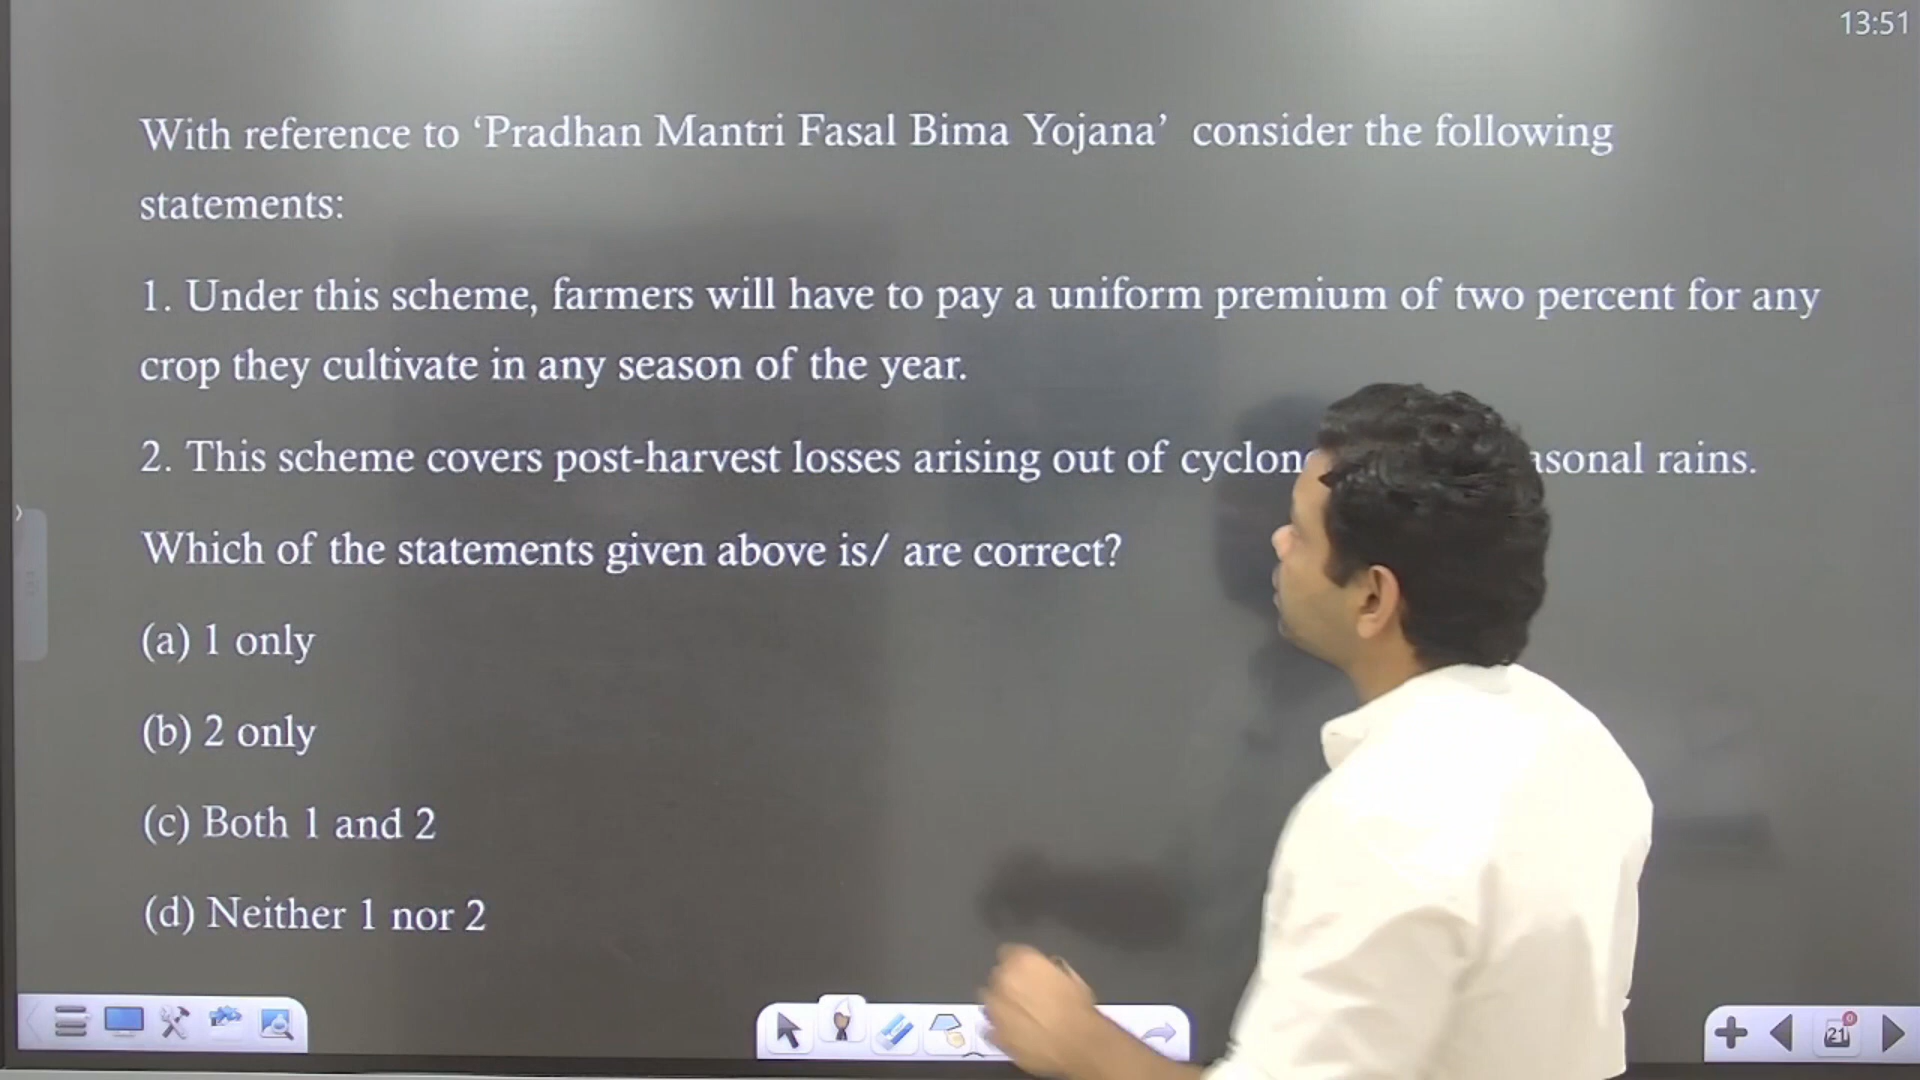 13:51
With reference to ‘Pradhan Mantri Fasal Bima Yojana’ consider the following
statements:
1. Under this scheme, farmers will have to pay a uniform premium of two percent for any
crop they cultivate in any season of the year.
2. This scheme covers post-harvest losses arising out of rains.
Which of the statements given above is/ are correct?
(a) 1 only
(b) 2 only
(c) Both 1 and 2
(d) Neither 1 nor 2
21